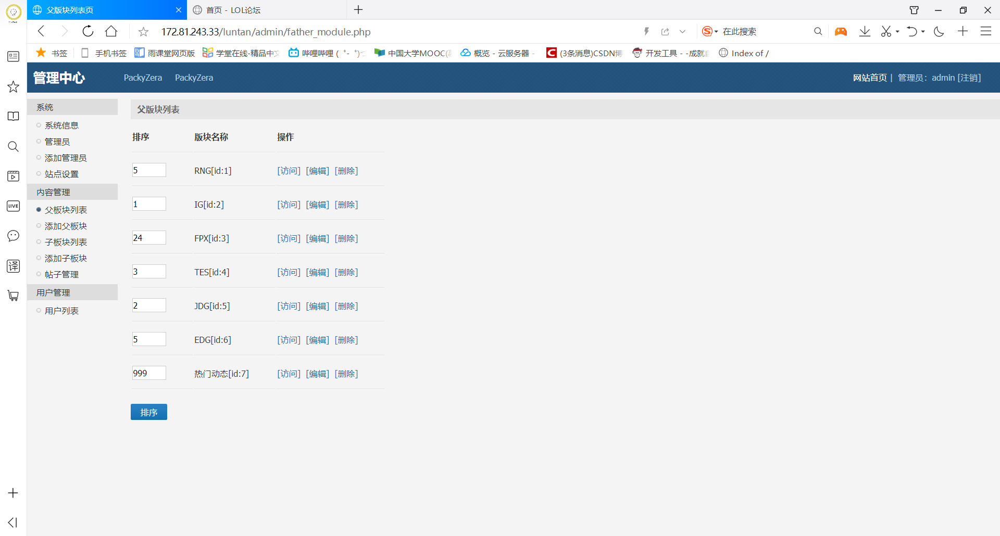 父版块列表页
首页 - LOL论坛
172.81.243.33/luntan/admin/father_module.php
在此搜索
书签
手机书签
雨课堂网页版
学堂在线-精品中文
哔哩哔哩 ( ゜- ゜)つ
中国大学MOOC(
概览 - 云服务器 -
(3条消息)CSDN博
开发工具 - -成就自
Index of /
管理中心
PackyZera
PackyZera
网站首页 | 管理员：admin [注销]
系统
系统信息
管理员
添加管理员
站点设置
内容管理
父板块列表
添加父板块
子板块列表
添加子板块
帖子管理
用户管理
用户列表
LIVE
译
父版块列表
排序 版块名称 操作
5 RNG[id:1] [访问] [编辑] [删除]
1 IG[id:2] [访问] [编辑] [删除]
24 FPX[id:3] [访问] [编辑] [删除]
3 TES[id:4] [访问] [编辑] [删除]
2 JDG[id:5] [访问] [编辑] [删除]
5 EDG[id:6] [访问] [编辑] [删除]
999 热门动态[id:7] [访问] [编辑] [删除]
排序